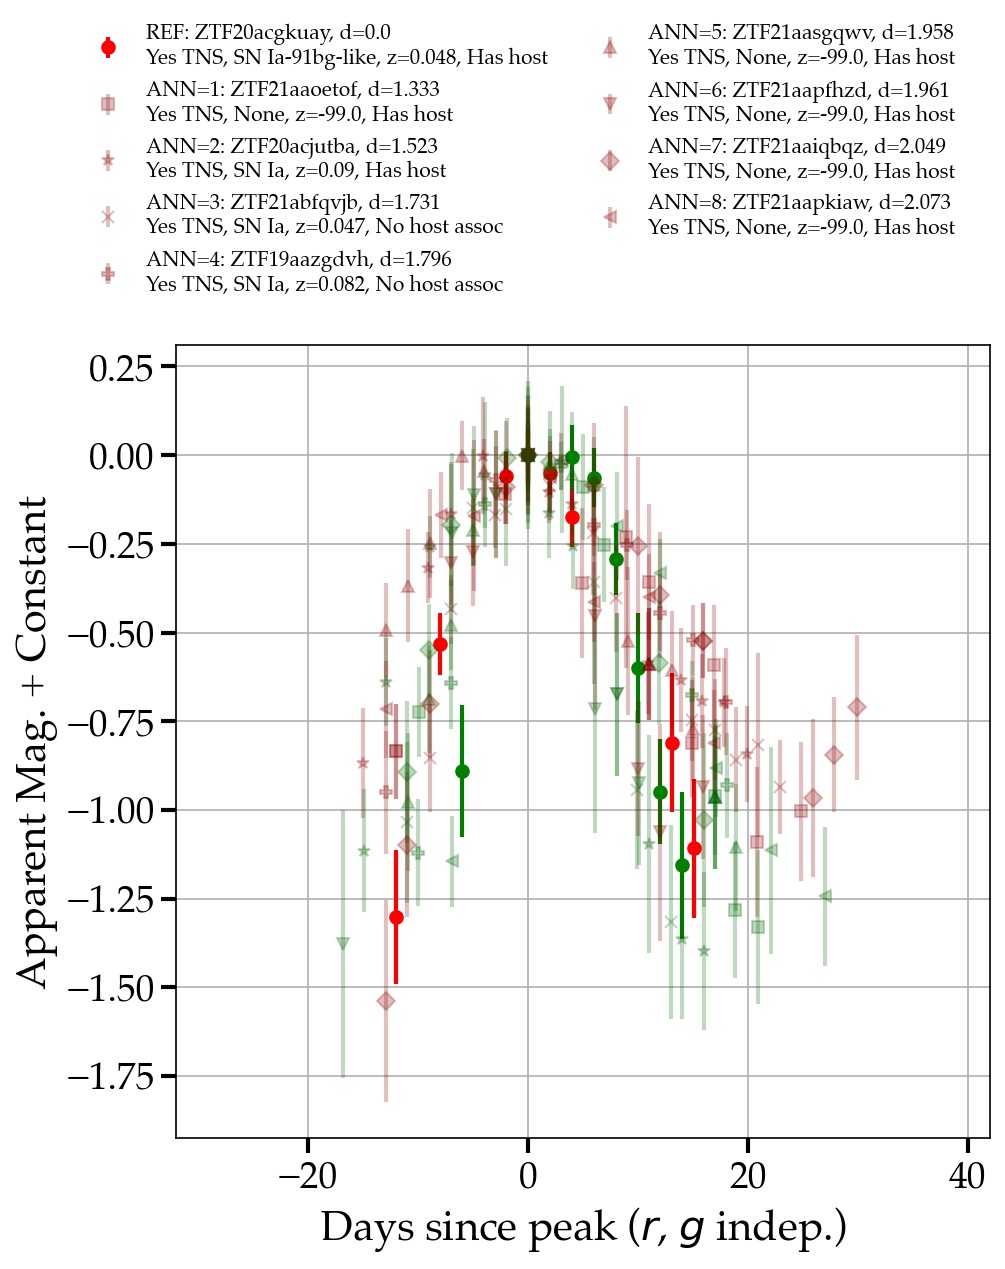 REF: ZTF20acgkuay, d=0.0
Yes TNS, SN Ia-91bg-like, z=0.048, Has host
ANN=1: ZTF21aaoetof, d=1.333
Yes TNS, None, z=-99.0, Has host
ANN=2: ZTF20acjutba, d=1.523
Yes TNS, SN Ia, z=0.09, Has host
ANN=3: ZTF21abfqvjb, d=1.731
Yes TNS, SN Ia, z=0.047, No host assoc
ANN=4: ZTF19aazgdvh, d=1.796
Yes TNS, SN Ia, z=0.082, No host assoc
ANN=5: ZTF21aasgqwv, d=1.958
Yes TNS, None, z=-99.0, Has host
ANN=6: ZTF21aapfhzd, d=1.961
Yes TNS, None, z=-99.0, Has host
ANN=7: ZTF21aaiqbqz, d=2.049
Yes TNS, None, z=-99.0, Has host
ANN=8: ZTF21aapkiaw, d=2.073
Yes TNS, None, z=-99.0, Has host
Apparent Mag. + Constant
0.25
0.00
−0.25
−0.50
−0.75
−1.00
−1.25
−1.50
−1.75
−20
0
20
40
Days since peak (r, g indep.)